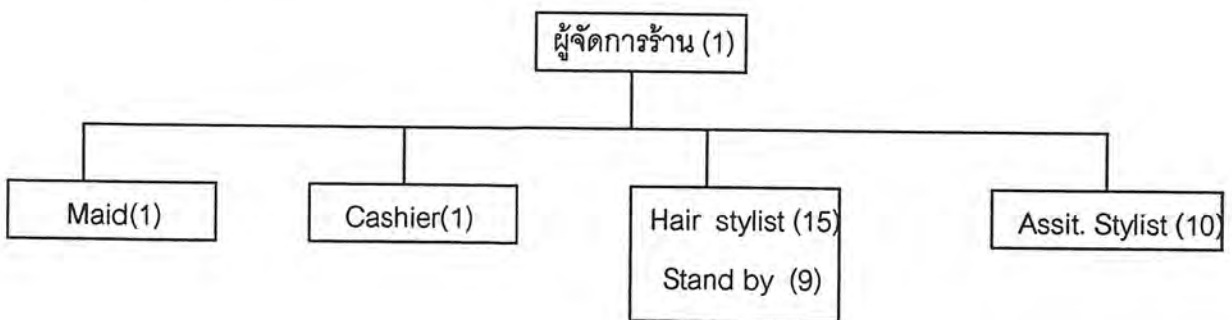 ผู้จัดการร้าน (1)
Maid(1)
Cashier(1)
Hair stylist (15)
Stand by (9)
Assit. Stylist (10)